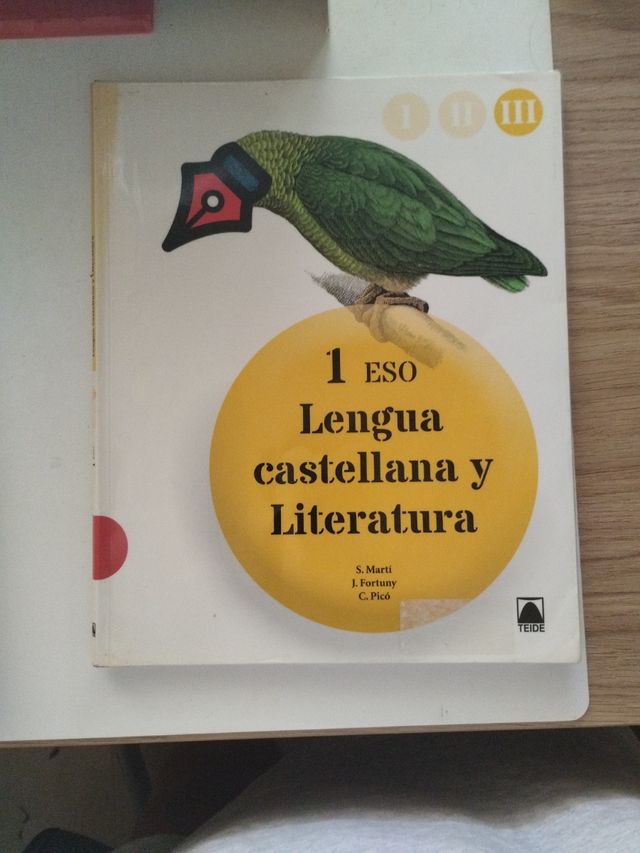 I II III
1 ESO
Lengua
castellana y
Literatura
S. Martí
J. Fortuny
C. Picó
TEIDE